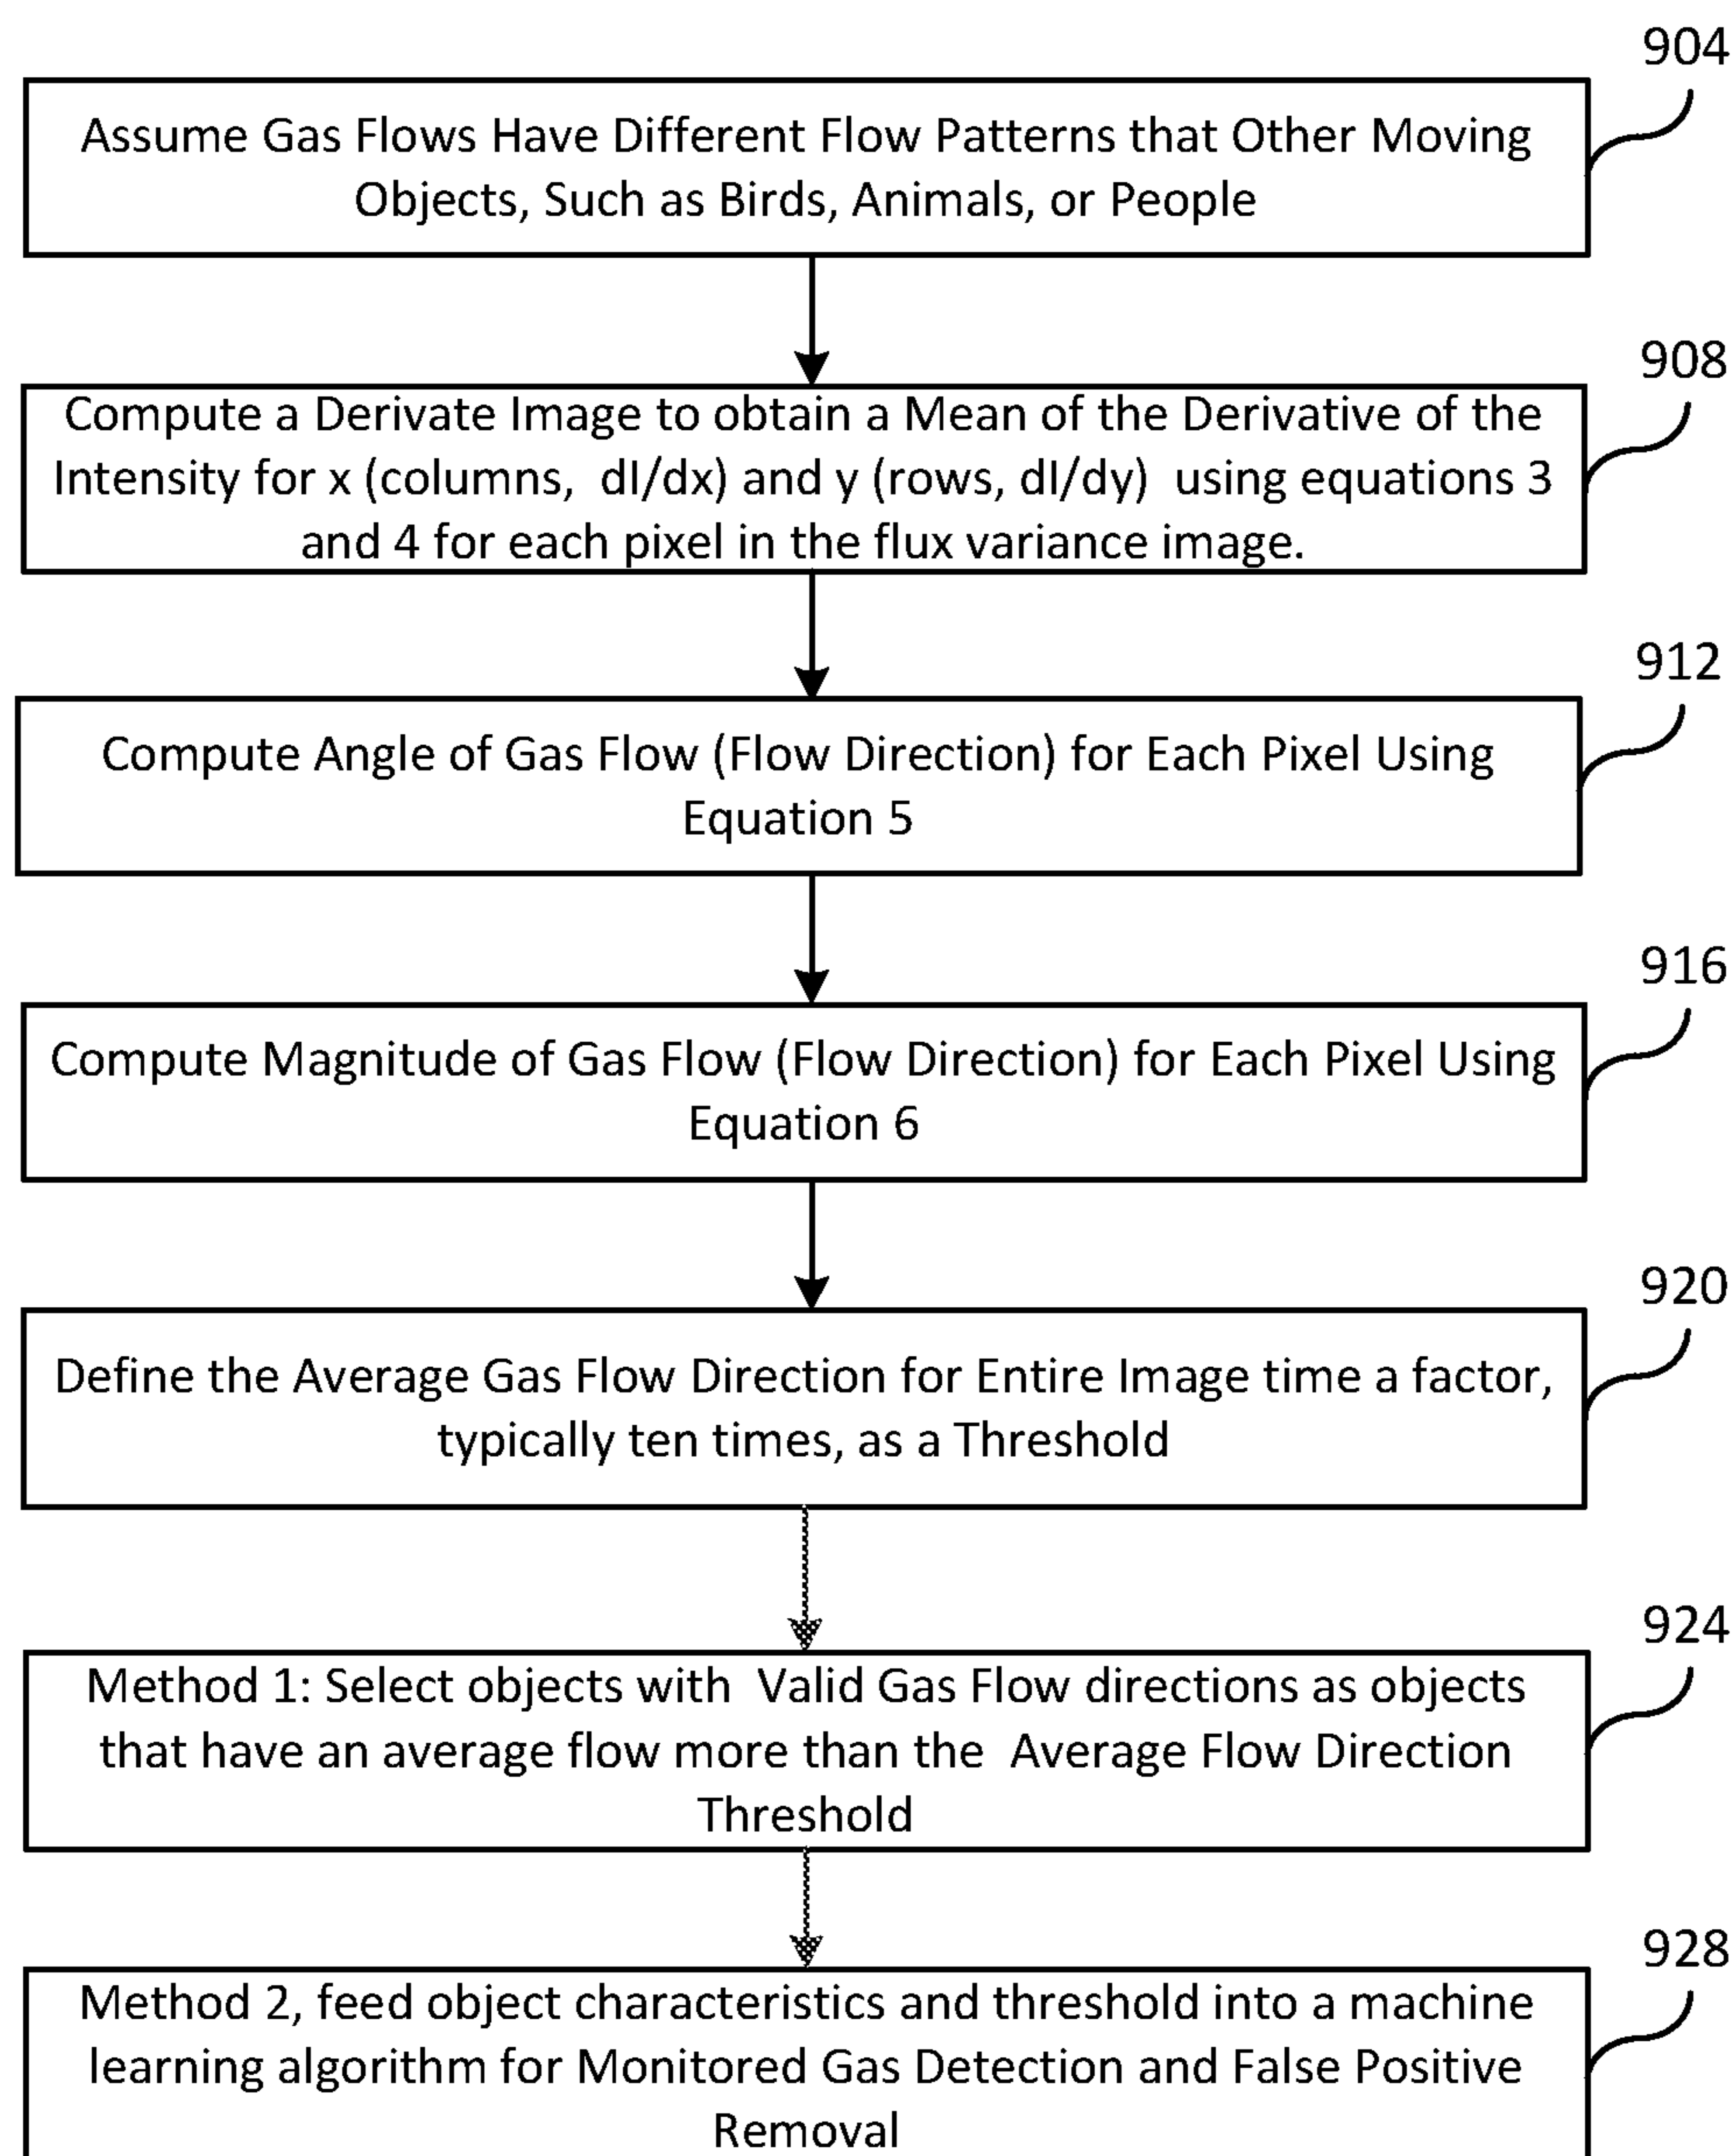 904
Assume Gas Flows Have Different Flow Patterns that Other Moving
Objects, Such as Birds, Animals, or People
908
Compute a Derivate Image to obtain a Mean of the Derivative of the
Intensity for x (columns, dI/dx) and y (rows, dI/dy) using equations 3
and 4 for each pixel in the flux variance image.
912
Compute Angle of Gas Flow (Flow Direction) for Each Pixel Using
Equation 5
916
Compute Magnitude of Gas Flow (Flow Direction) for Each Pixel Using
Equation 6
920
Define the Average Gas Flow Direction for Entire Image time a factor,
typically ten times, as a Threshold
924
Method 1: Select objects with Valid Gas Flow directions as objects
that have an average flow more than the Average Flow Direction
Threshold
928
Method 2, feed object characteristics and threshold into a machine
learning algorithm for Monitored Gas Detection and False Positive
Removal